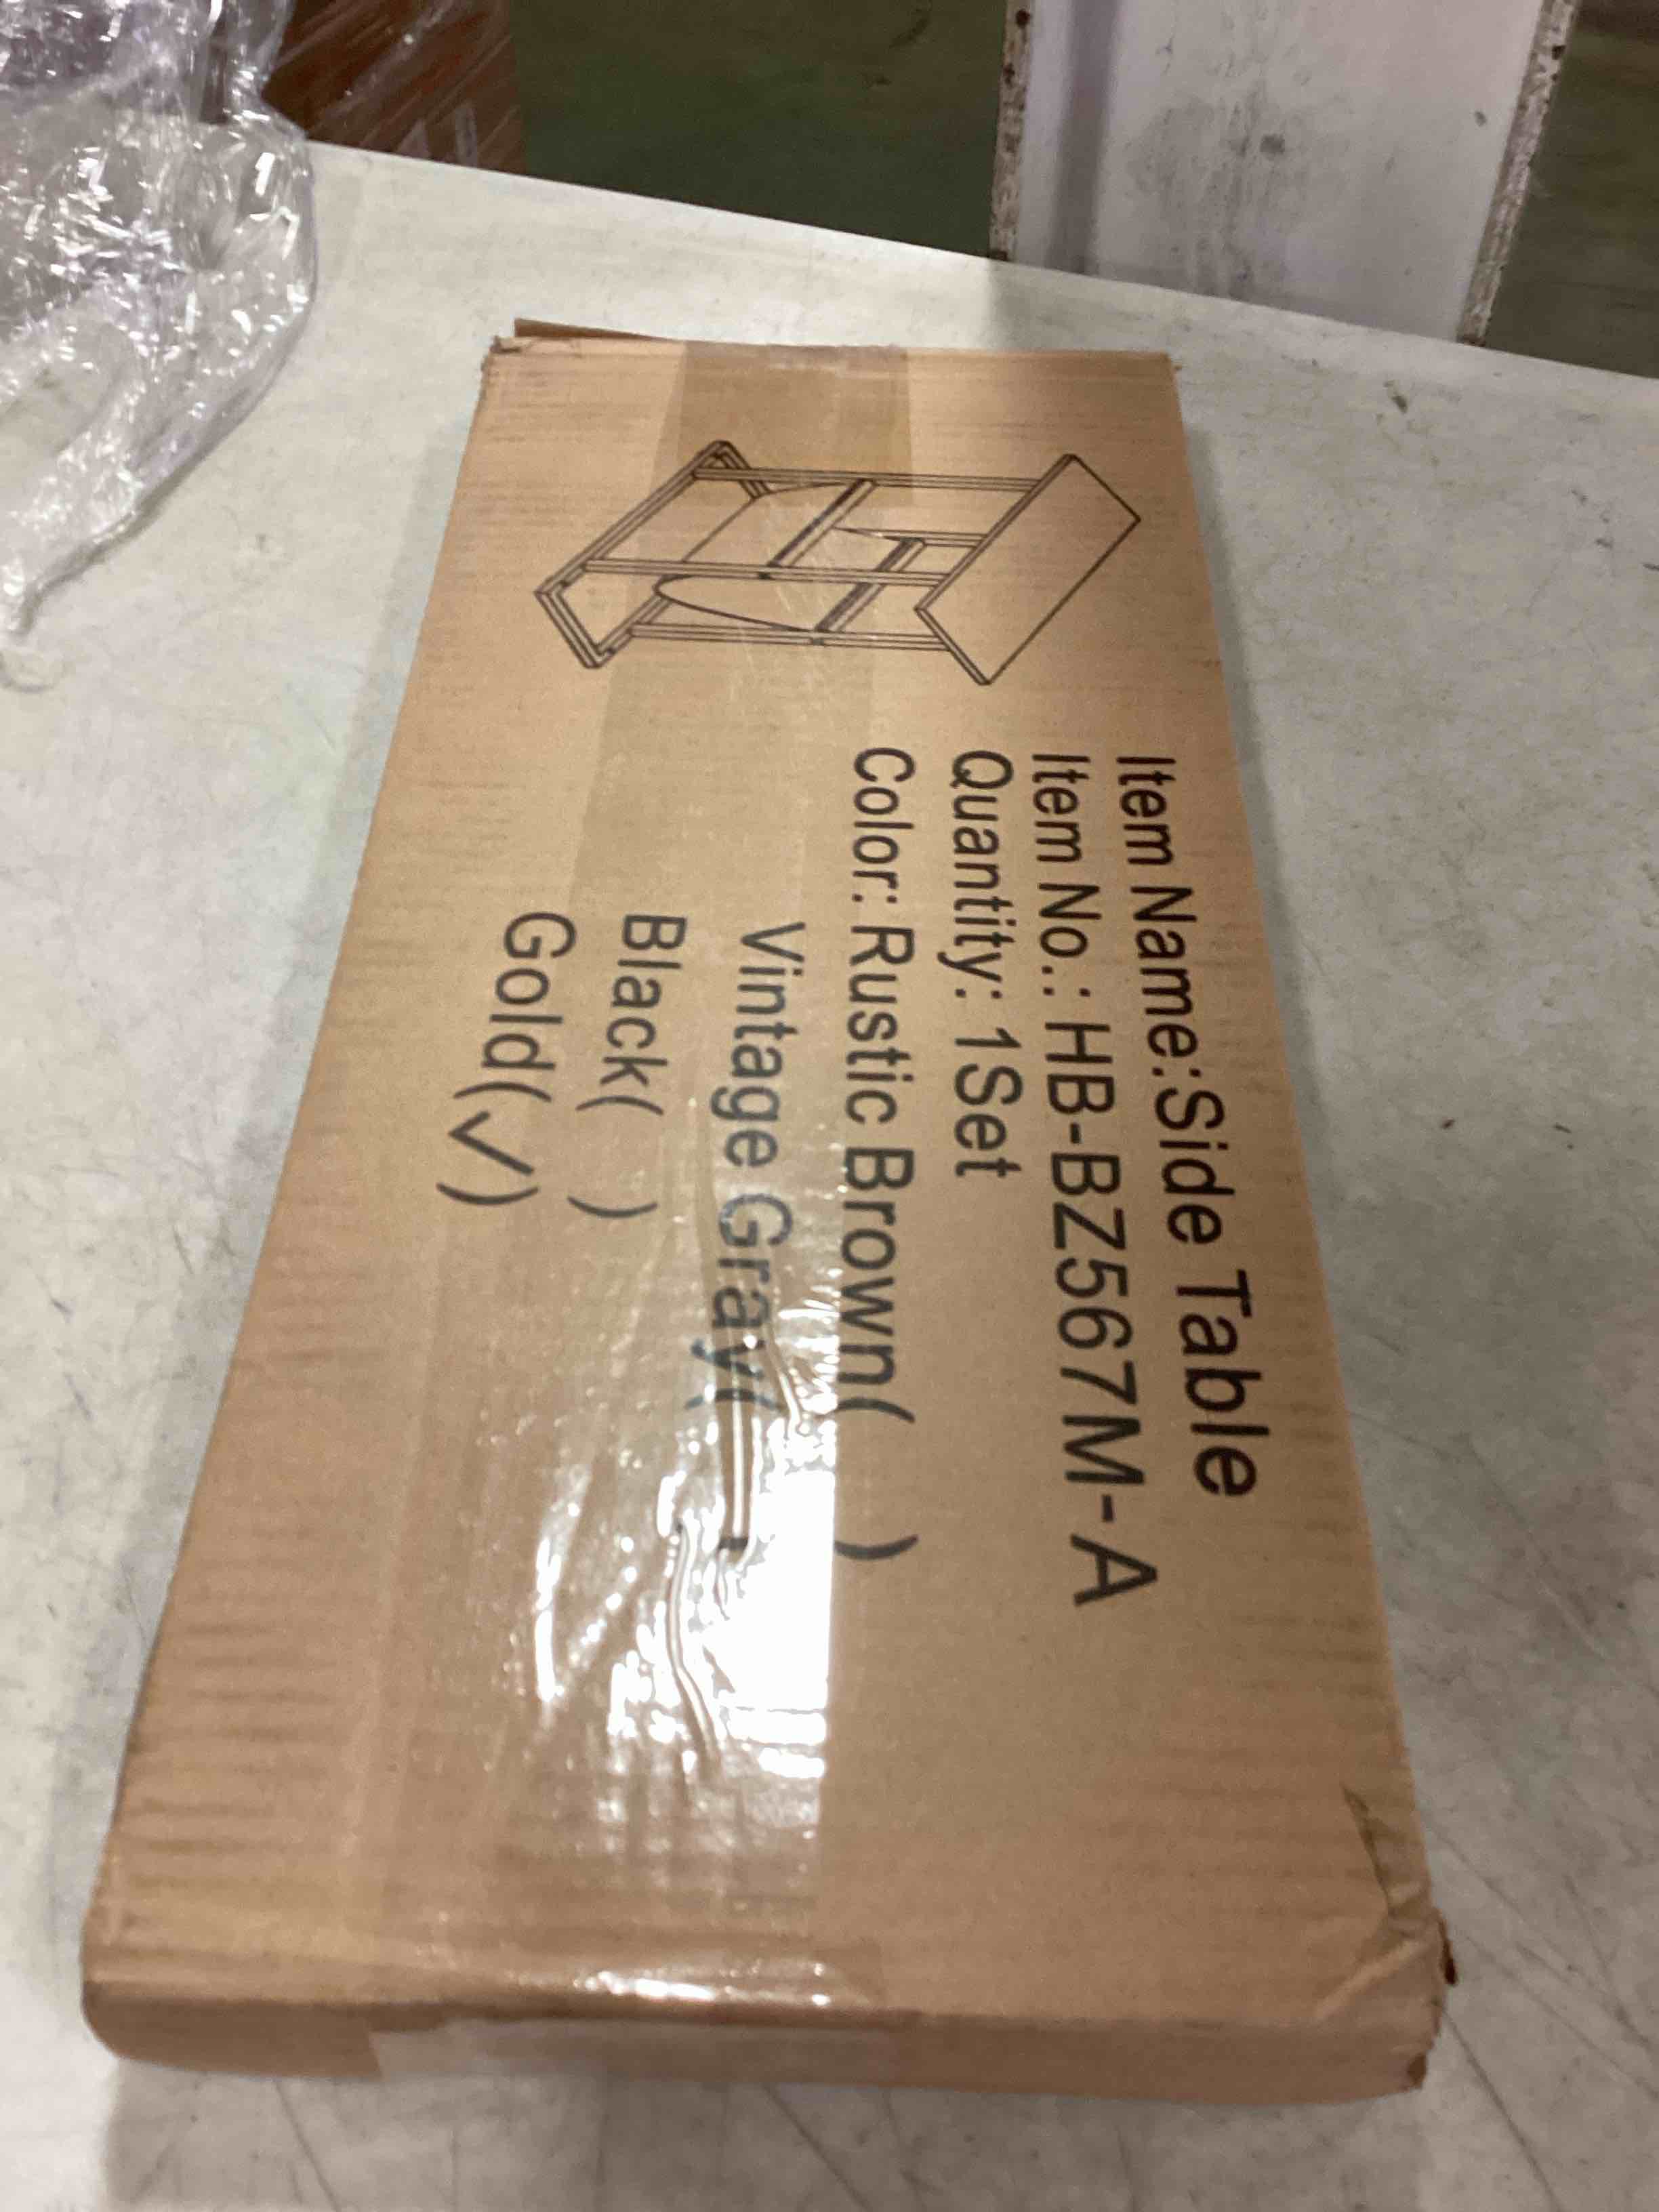 Item Name:Side Table
Item No.: HB-BZ567M-A
Quantity: 1Set
Color: Rustic Brown( )
Vintage Gray(
Black( )
Gold(✓)